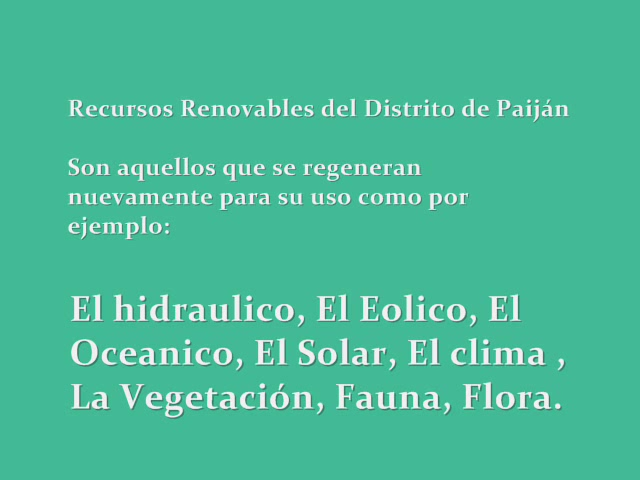 Recursos Renovables del Distrito de Paiján
Son aquellos que se regeneran
nuevamente para su uso como por
ejemplo:
El hidraulico, El Eolico, El
Oceanico, El Solar, El clima ,
La Vegetación, Fauna, Flora.